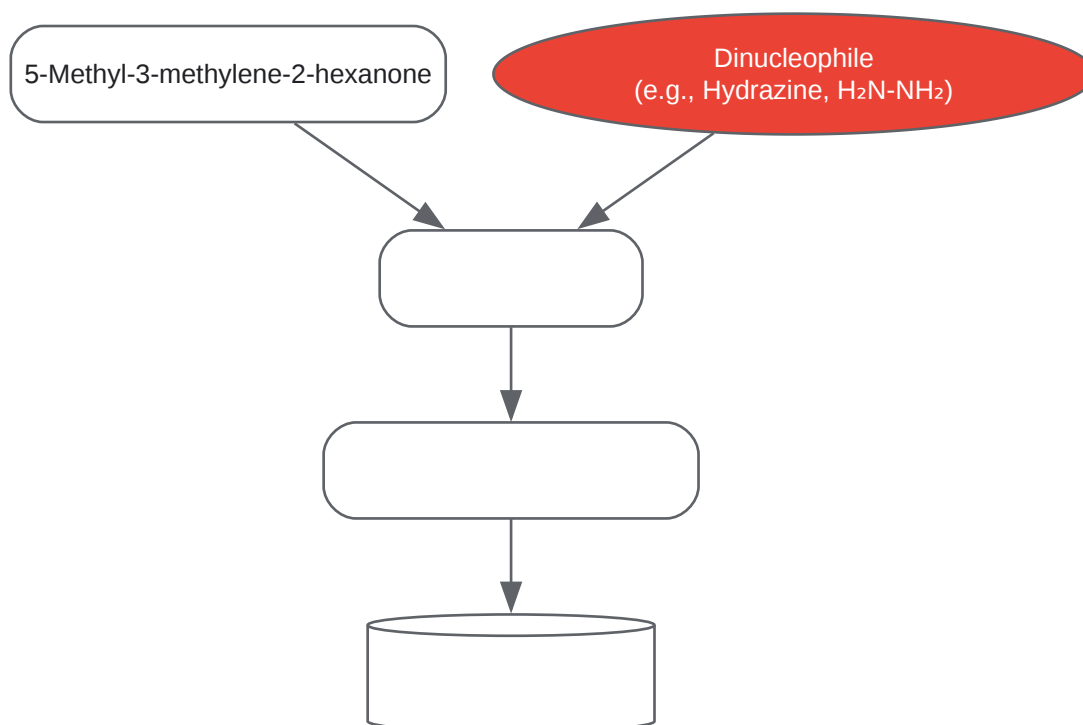 5-Methyl-3-methylene-2-hexanone
Dinucleophile
(e.g., Hydrazine, H₂N-NH₂)